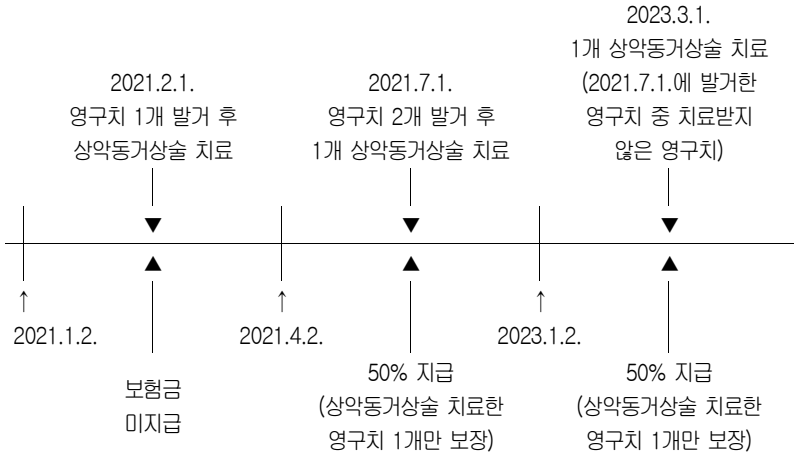 2021.2.1.
영구치 1개 발거 후
상악동거상술 치료
2021.7.1.
영구치 2개 발거 후
1개 상악동거상술 치료
2023.3.1.
1개 상악동거상술 치료
(2021.7.1.에 발거한
영구치 중 치료받지
않은 영구치)
▼ ▼ ▼
▲ ▲ ▲
↑ ↑ ↑
2021.1.2.
2021.4.2.
2023.1.2.
보험금
미지급
50% 지급
(상악동거상술 치료한
영구치 1개만 보장)
50% 지급
(상악동거상술 치료한
영구치 1개만 보장)